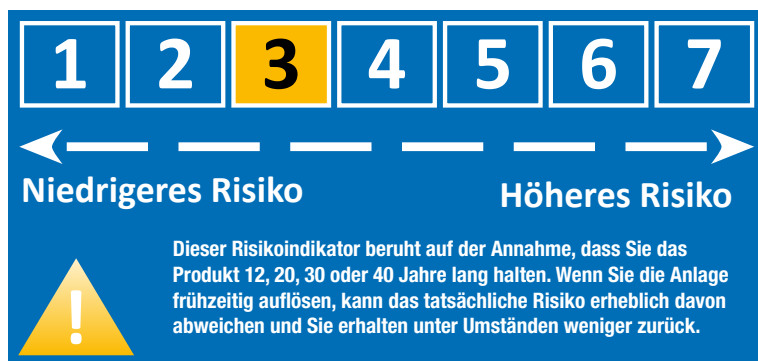 1 2 3 4 5 6 7
Niedrigeres Risiko Höheres Risiko
Dieser Risikoindikator beruht auf der Annahme, dass Sie das
Produkt 12, 20, 30 oder 40 Jahre lang halten. Wenn Sie die Anlage
frühzeitig auflösen, kann das tatsächliche Risiko erheblich davon
abweichen und Sie erhalten unter Umständen weniger zurück.
!